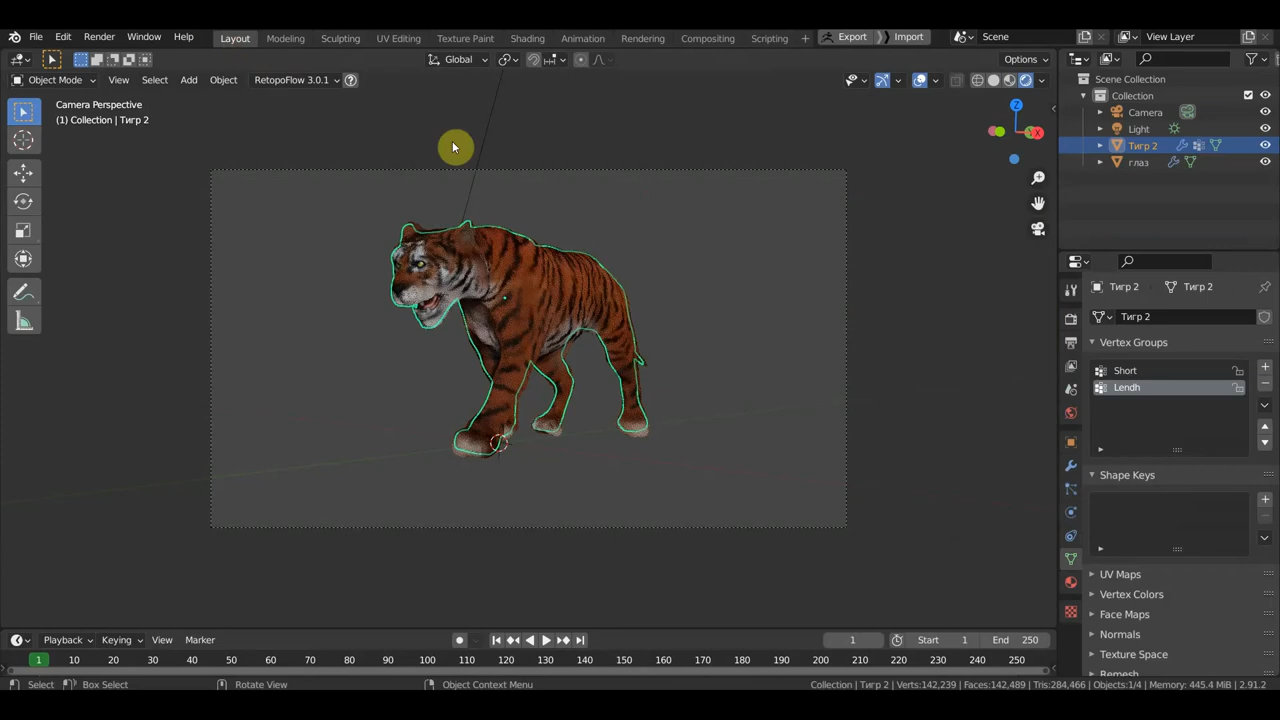 File Edit Render Window Help Layout Modeling Sculpting UV Editing Texture Paint Shading Animation Rendering Compositing Scripting + Export Import Scene View Layer
Global Options
Object Mode View Select Add Object RetopoFlow 3.0.1
Camera Perspective
(1) Collection | Тигр 2
Z
Scene Collection
Collection
Camera
Light
Тигр 2
глаз
Тигр 2 Тигр 2
Тигр 2
Vertex Groups
Short
Lendh
Shape Keys
UV Maps
Vertex Colors
Face Maps
Normals
Texture Space
Remesh
Playback Keying View Marker 1 Start 1 End 250
1 10 20 30 40 50 60 70 80 90 100 110 120 130 140 150 160 170 180 190 200 210 220 230 240 250
Select Box Select Rotate View Object Context Menu Collection | Тигр 2 | Verts:142,239 | Faces:142,489 | Tris:284,466 | Objects:1/4 | Memory: 445.4 MiB | 2.91.2